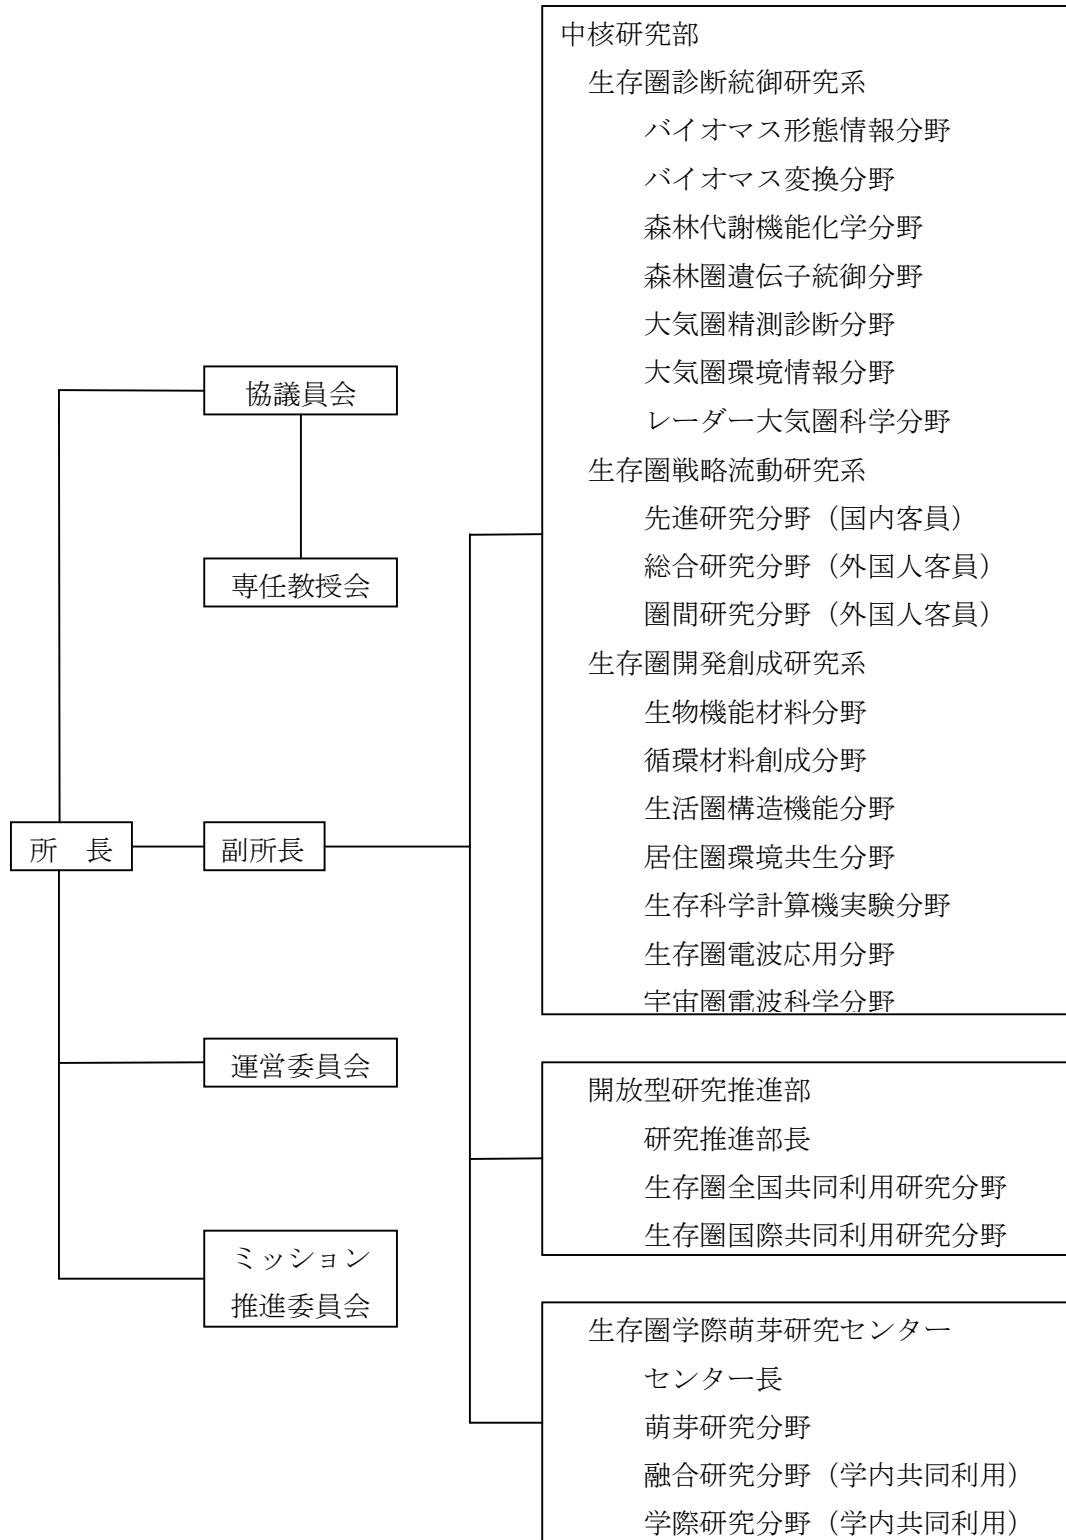 中核研究部
生存圏診断統御研究系
バイオマス形態情報分野
バイオマス変換分野
森林代謝機能化学分野
森林圏遺伝子統御分野
大気圏精測診断分野
大気圏環境情報分野
レーダー大気圏科学分野
生存圏戦略流動研究系
先進研究分野（国内客員）
総合研究分野（外国人客員）
圏間研究分野（外国人客員）
生存圏開発創成研究系
生物機能材料分野
循環材料創成分野
生活圏構造機能分野
居住圏環境共生分野
生存科学計算機実験分野
生存圏電波応用分野
宇宙圏電波科学分野
協議員会
専任教授会
所　長
副所長
運営委員会
ミッション
推進委員会
開放型研究推進部
研究推進部長
生存圏全国共同利用研究分野
生存圏国際共同利用研究分野
生存圏学際萌芽研究センター
センター長
萌芽研究分野
融合研究分野（学内共同利用）
学際研究分野（学内共同利用）